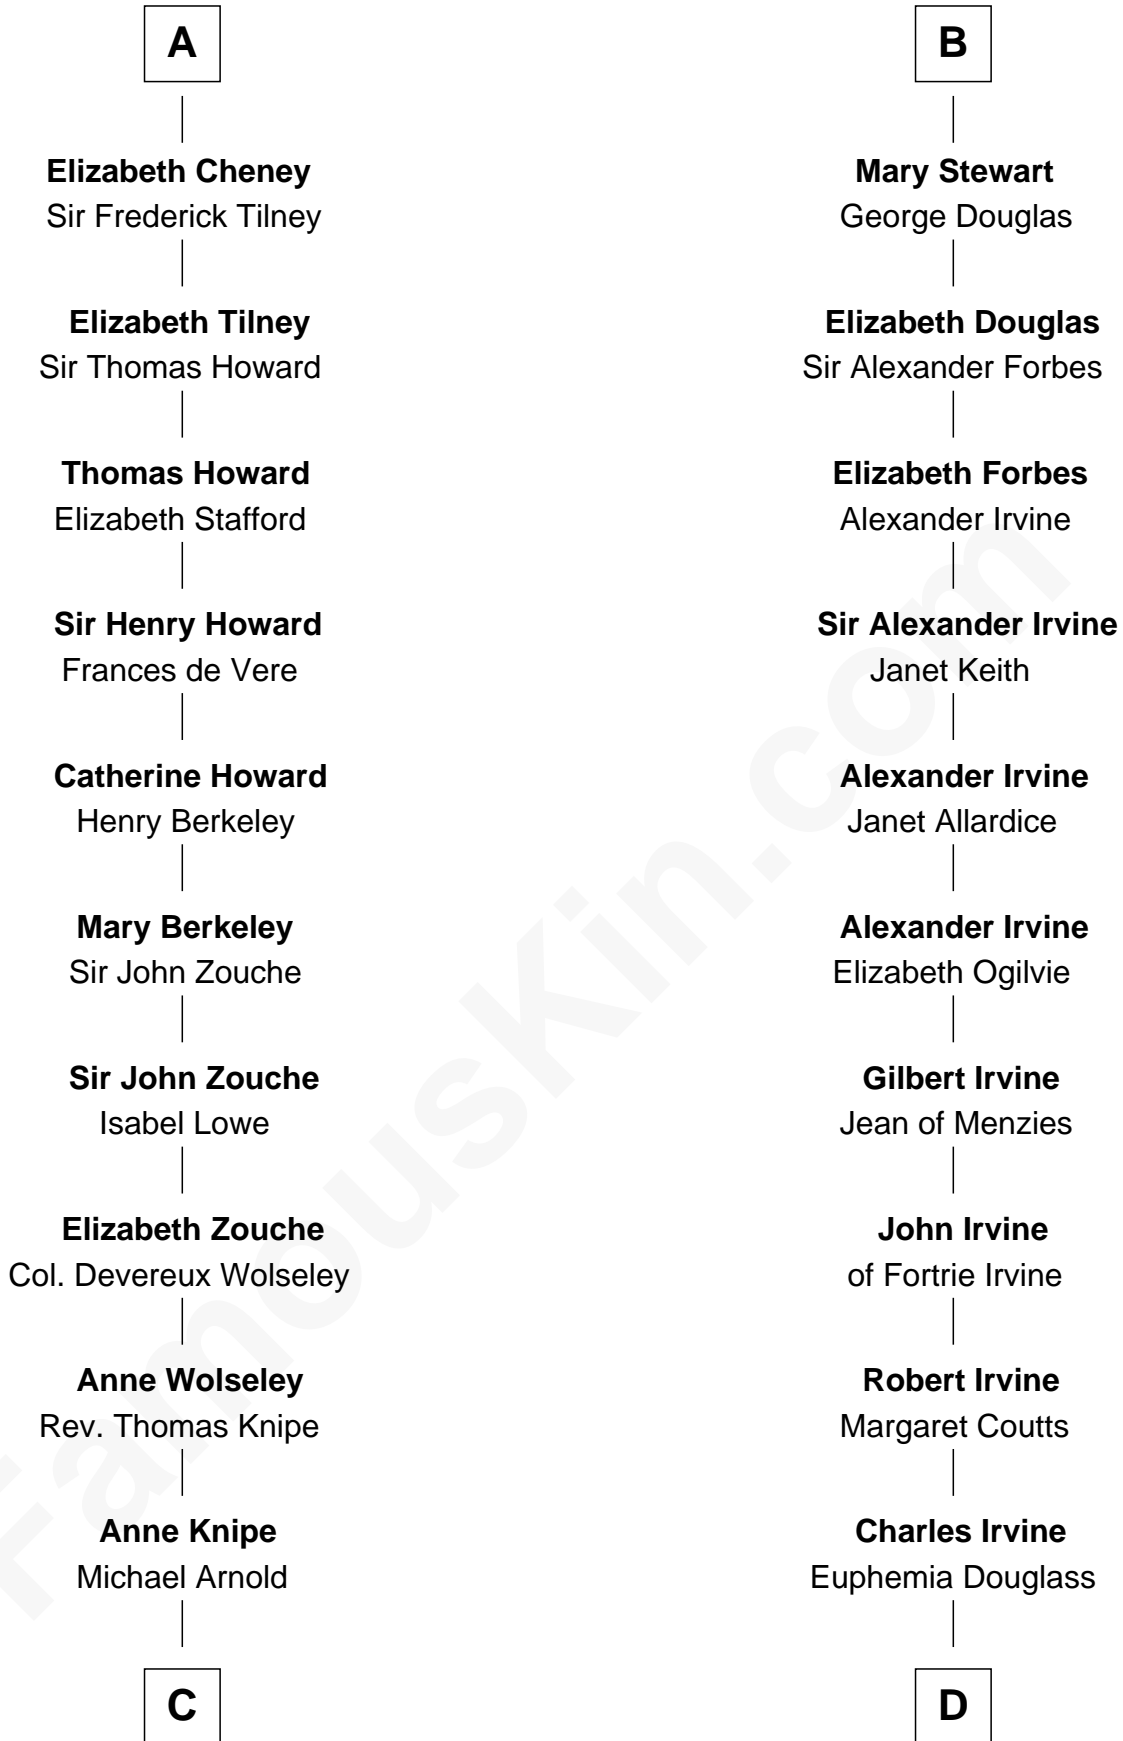 A
Elizabeth Cheney
Sir Frederick Tilney
Elizabeth Tilney
Sir Thomas Howard
Thomas Howard
Elizabeth Stafford
Sir Henry Howard
Frances de Vere
Catherine Howard
Henry Berkeley
Mary Berkeley
Sir John Zouche
Sir John Zouche
Isabel Lowe
Elizabeth Zouche
Col. Devereux Wolseley
Anne Wolseley
Rev. Thomas Knipe
Anne Knipe
Michael Arnold
C
B
Mary Stewart
George Douglas
Elizabeth Douglas
Sir Alexander Forbes
Elizabeth Forbes
Alexander Irvine
Sir Alexander Irvine
Janet Keith
Alexander Irvine
Janet Allardice
Alexander Irvine
Elizabeth Ogilvie
Gilbert Irvine
Jean of Menzies
John Irvine
of Fortrie Irvine
Robert Irvine
Margaret Coutts
Charles Irvine
Euphemia Douglass
D
FamousKin.com